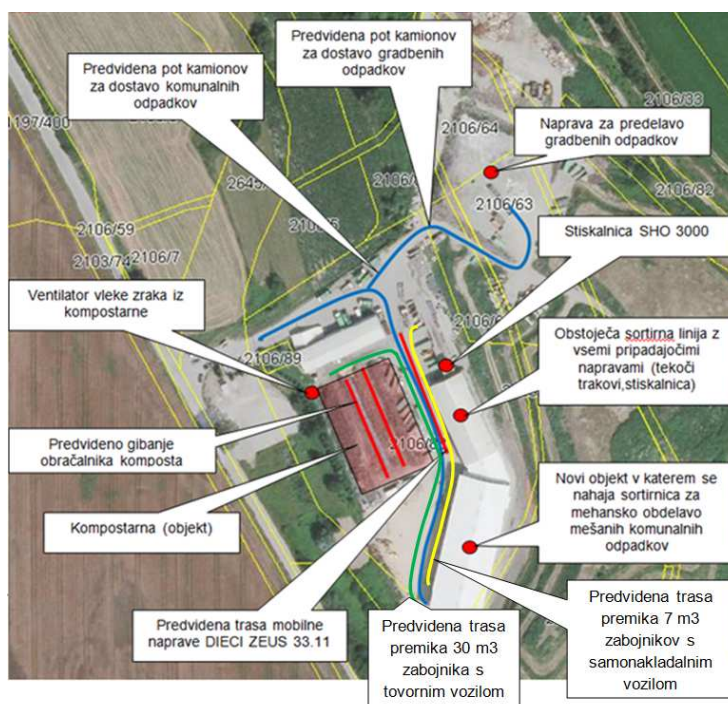 Predvidena pot kamionov
za dostavo gradbenih
odpadkov
Predvidena pot kamionov
za dostavo komunalnih
odpadkov
Naprava za predelavo
gradbenih odpadkov
1197/400
2106/33
2106/64
2106/82
2106/63
2106/59
2103/74
2106/7
Stiskalnica SHO 3000
Ventilator vleke zraka iz
kompostarne
2106/89
Obstoječa sortirna linija z
vsemi pripadajočimi
napravami (tekoči
trakovi,stiskalnica)
Predvideno gibanje
obračalnika komposta
Kompostarna (objekt)
Novi objekt v katerem se
nahaja sortirnica za
mehansko obdelavo
mešanih komunalnih
odpadkov
Predvidena trasa mobilne
naprave DIECI ZEUS 33.11
Predvidena trasa
premika 30 m3
zabojnika s
tovornim vozilom
Predvidena trasa
premika 7 m3
zabojnikov s
samonakladalnim
vozilom